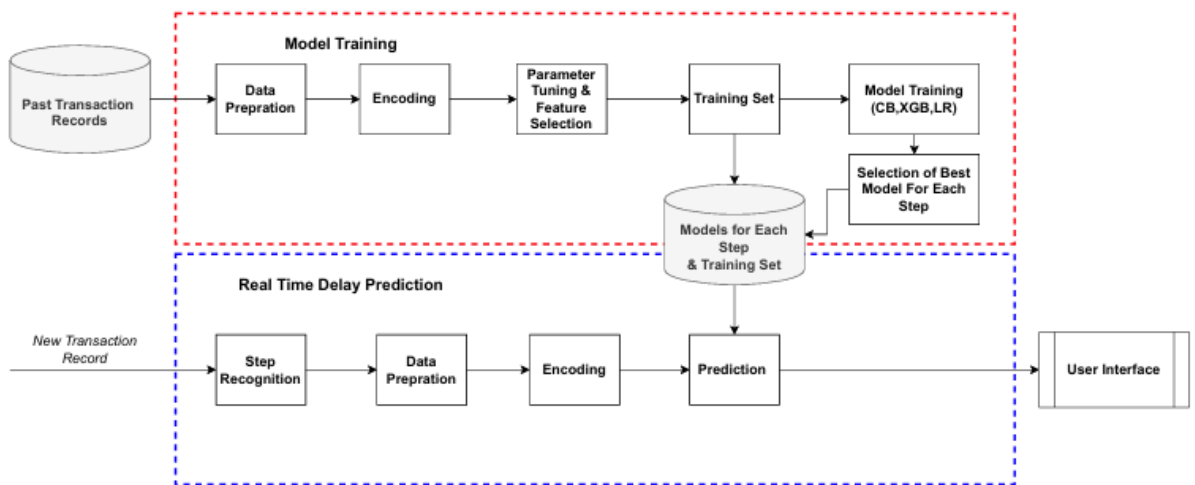 Model Training
Past Transaction
Records
Data
Prepration
Encoding
Parameter
Tuning &
Feature
Selection
Training Set
Model Training
(CB,XGB,LR)
Selection of Best
Model For Each
Step
Models for Each
Step
& Training Set
Real Time Delay Prediction
New Transaction
Record
Step
Recognition
Data
Prepration
Encoding
Prediction
User Interface